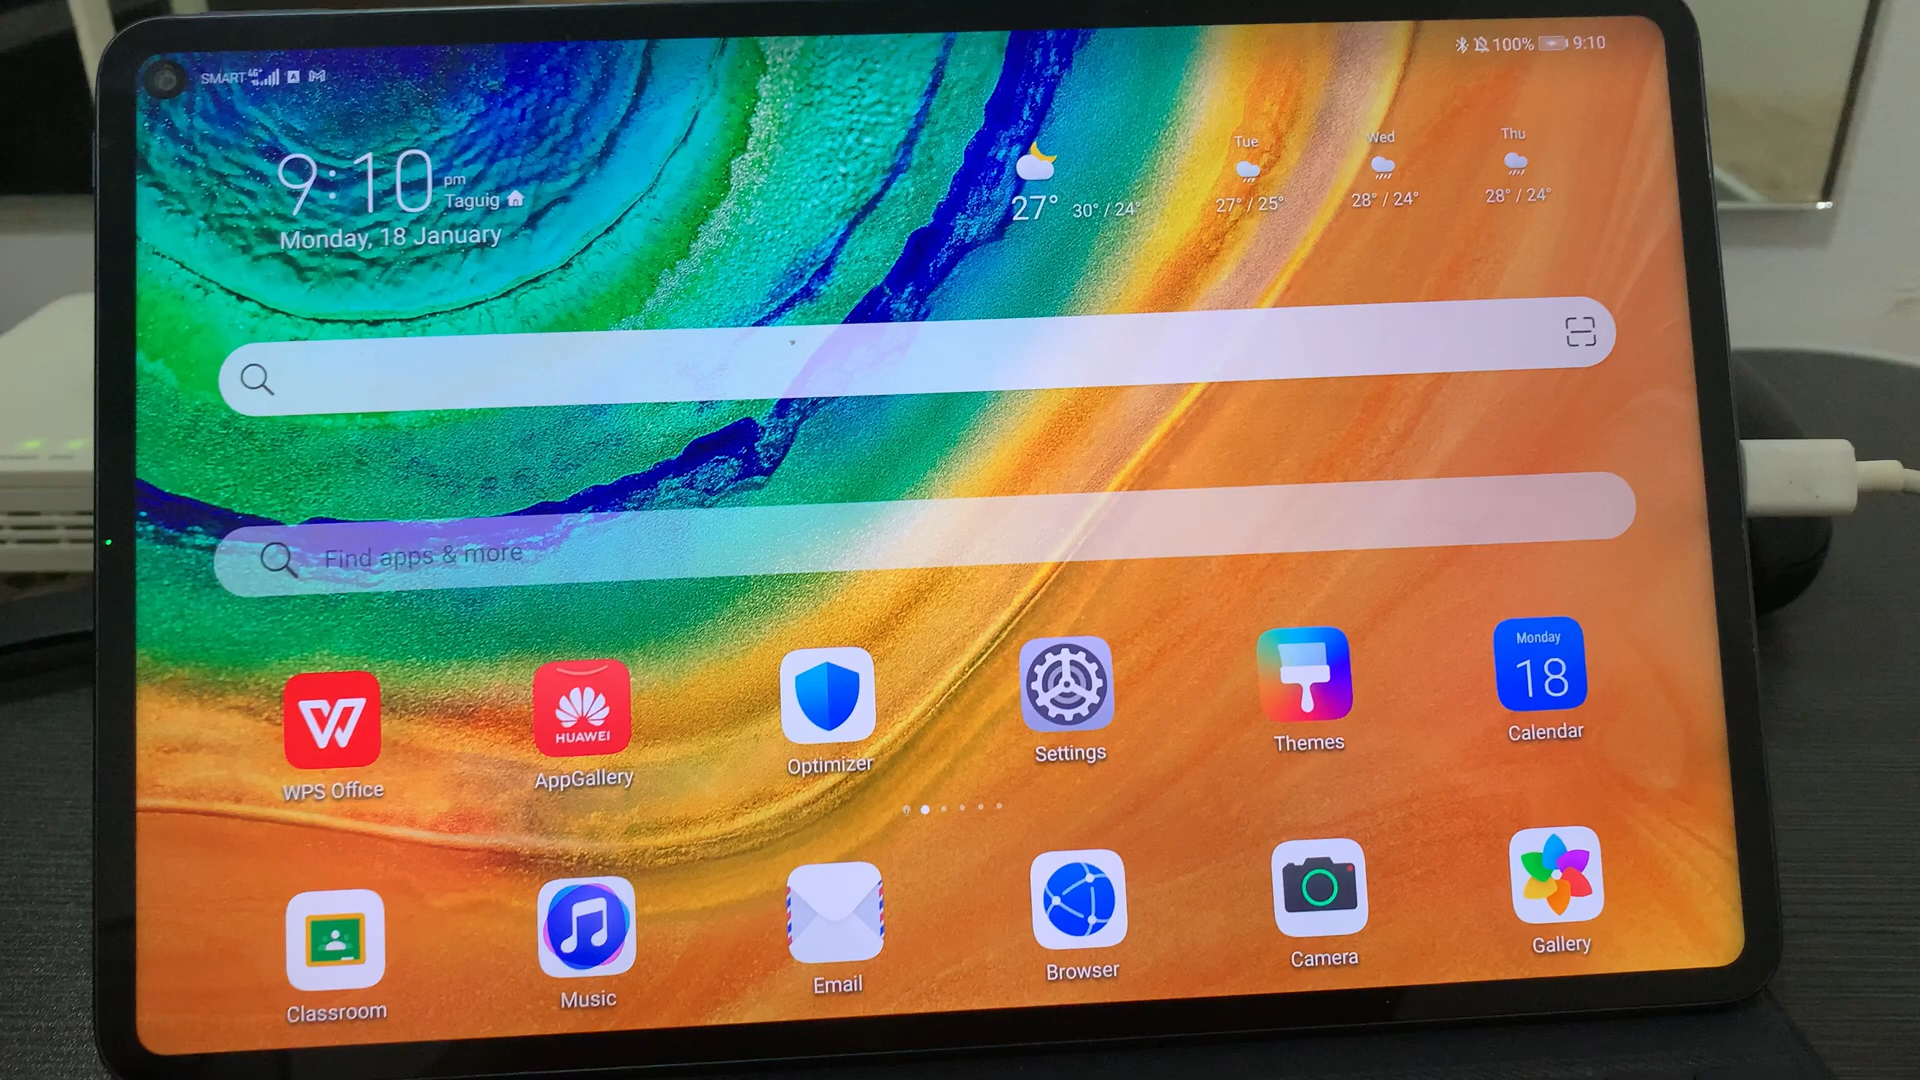 SMART 4G+
100% 9:10
9:10 pm
Taguig
Monday, 18 January
27° 30° / 24°
Tue
27° / 25°
Wed
28° / 24°
Thu
28° / 24°
Find apps & more
HUAWEI
Monday
18
WPS Office
AppGallery
Optimizer
Settings
Themes
Calendar
Classroom
Music
Email
Browser
Camera
Gallery